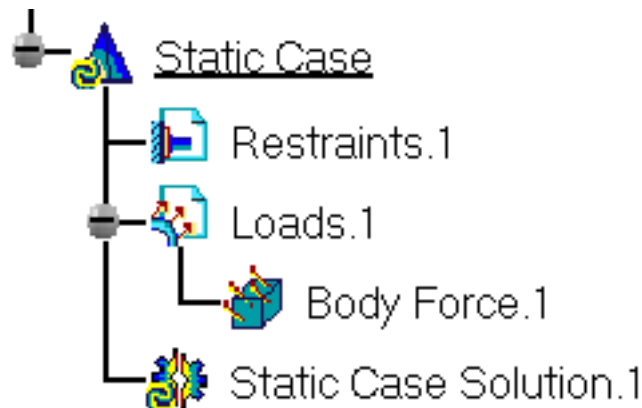 Static Case
Restraints.1
Loads.1
Body Force.1
Static Case Solution.1